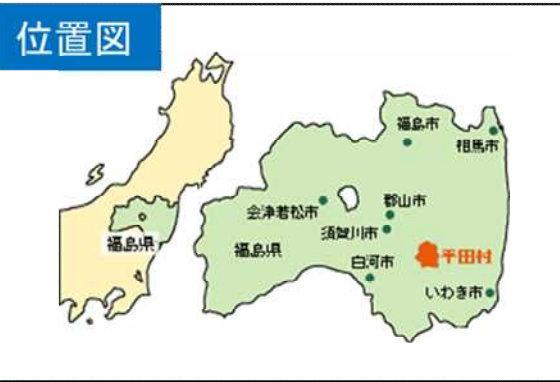 位置図
福島市
相馬市
会津若松市
郡山市
須賀川市
福島県
福島県
白河市
平田村
いわき市